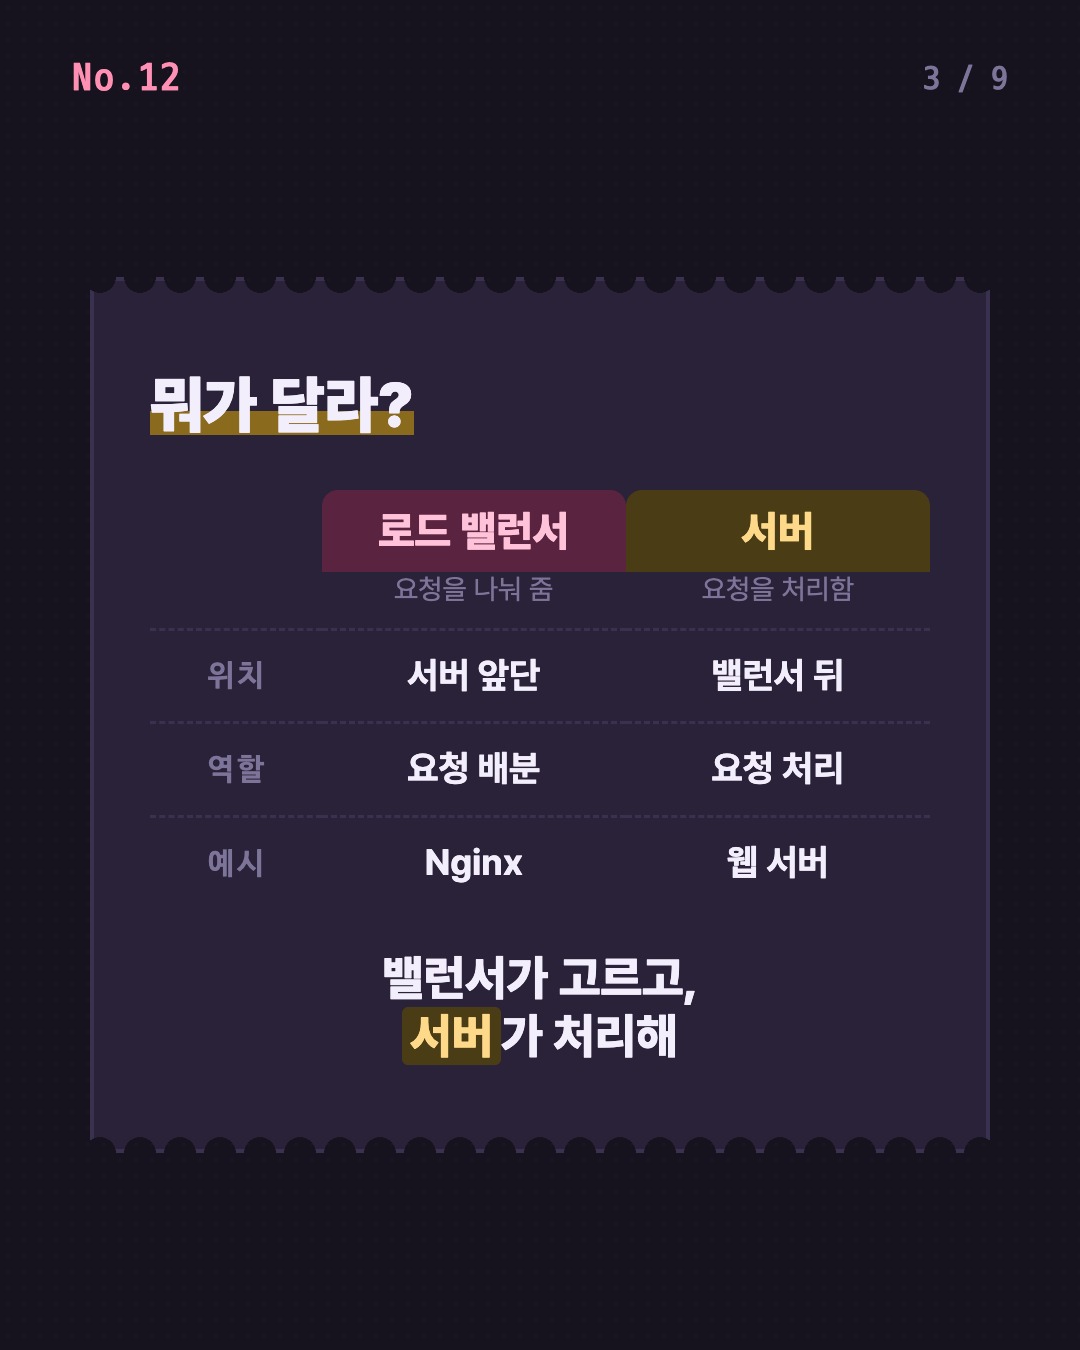 No.12
3 / 9
뭐가 달라?
로드 밸런서 서버
요청을 나눠 줌 요청을 처리함
위치 서버 앞단 밸런서 뒤
역할 요청 배분 요청 처리
예시 Nginx 웹 서버
밸런서가 고르고,
서버가 처리해